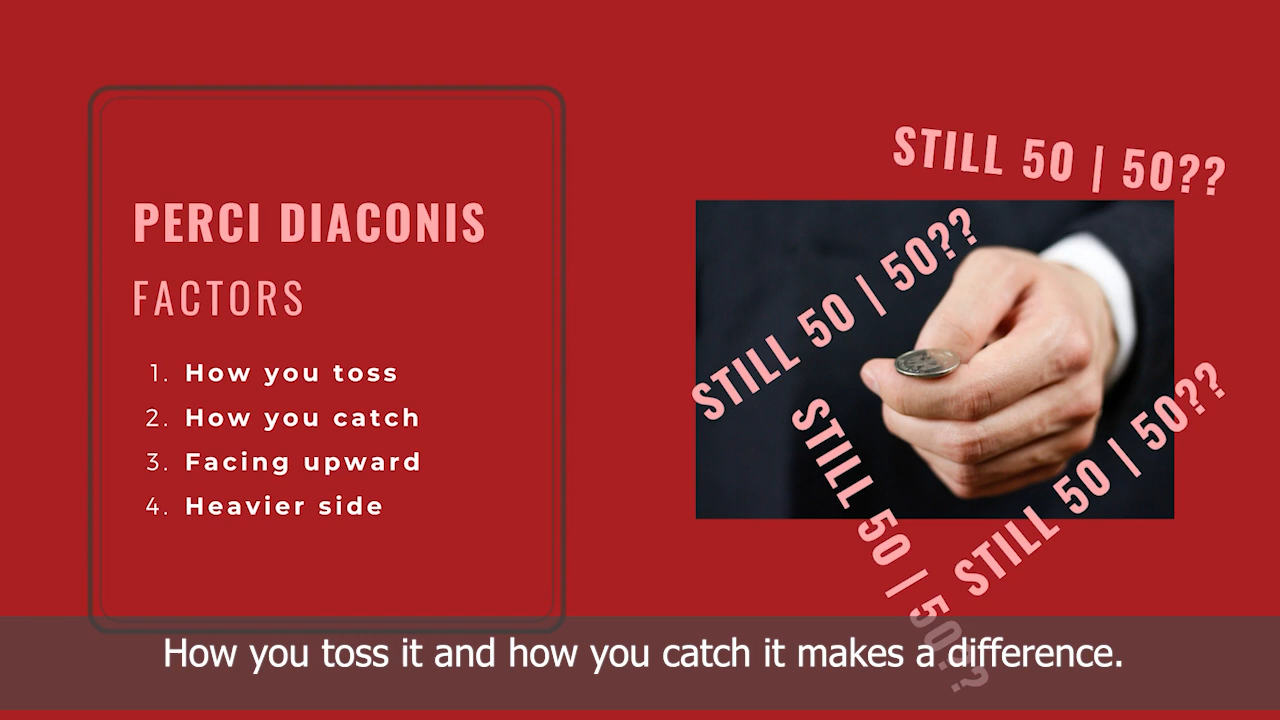 PERCI DIACONIS
FACTORS
1. How you toss
2. How you catch
3. Facing upward
4. Heavier side
STILL 50 | 50??
STILL 50 | 50??
STILL 50 | 50??
STILL 50 | 50??
How you toss it and how you catch it makes a difference.